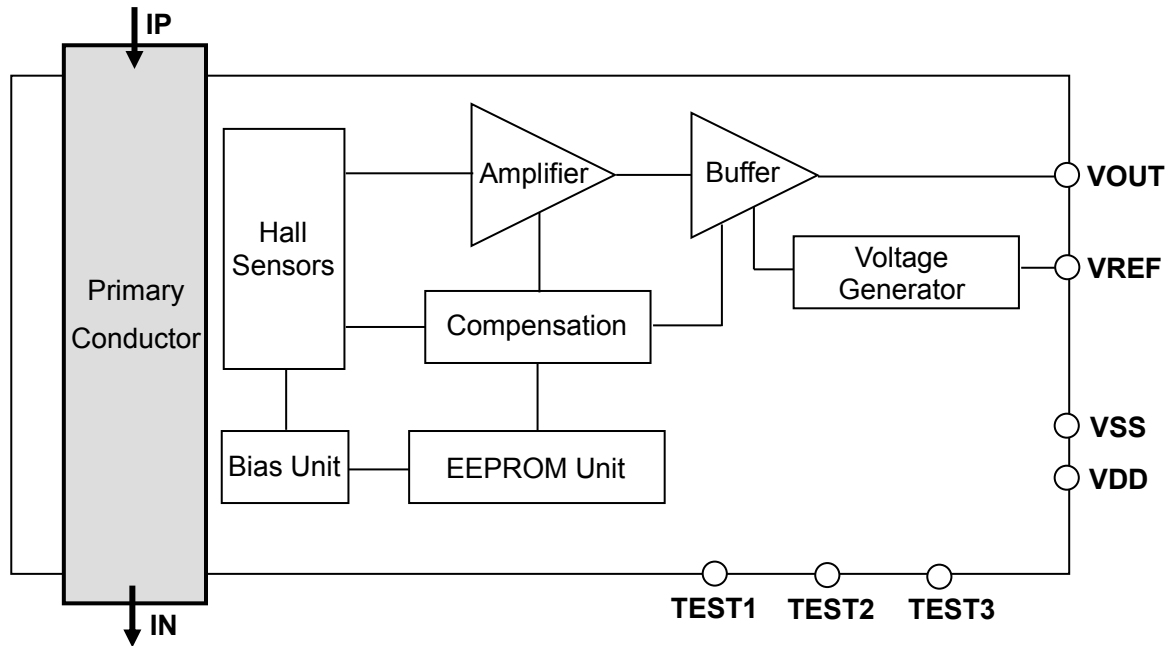 IP
Amplifier
Buffer
VOUT
Hall
Sensors
Voltage
Generator
VREF
Primary
Conductor
Compensation
VSS
Bias Unit
EEPROM Unit
VDD
TEST1
TEST2
TEST3
IN